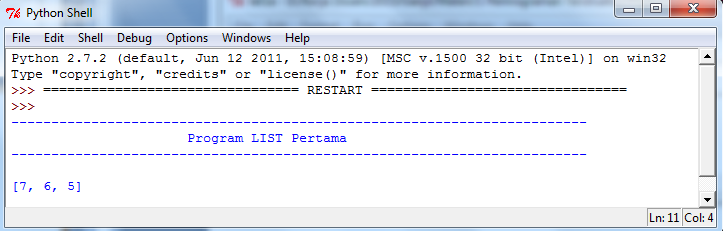 Python Shell
File Edit Shell Debug Options Windows Help
Python 2.7.2 (default, Jun 12 2011, 15:08:59) [MSC v.1500 32 bit (Intel)] on win32
Type "copyright", "credits" or "license()" for more information.
>>> ================================ RESTART ================================
>>>
------------------------------------------------------------------------
Program LIST Pertama
------------------------------------------------------------------------
[7, 6, 5]
Ln: 11 Col: 4